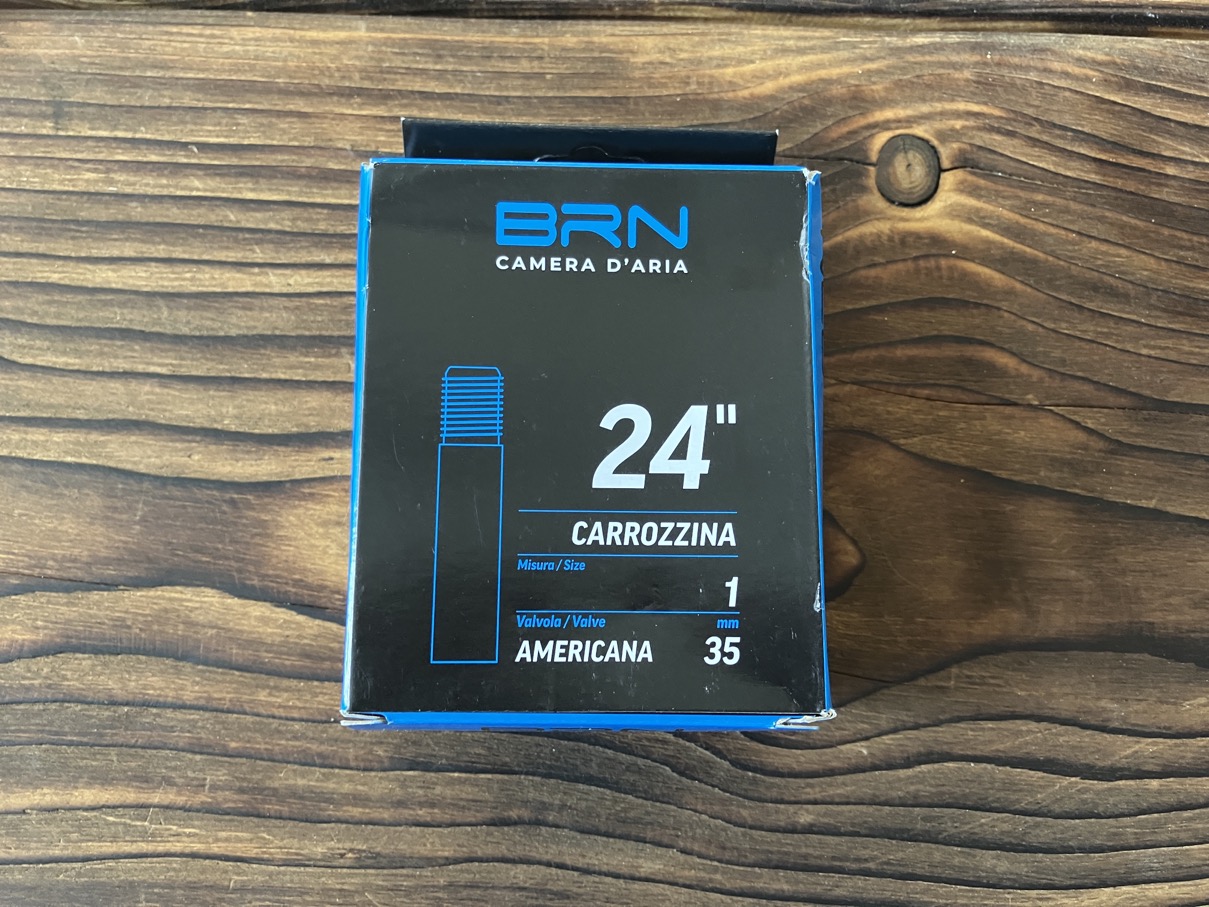 BRN
CAMERA D'ARIA
24"
CARROZZINA
Misura / Size
1
Valvola / Valve mm
AMERICANA 35